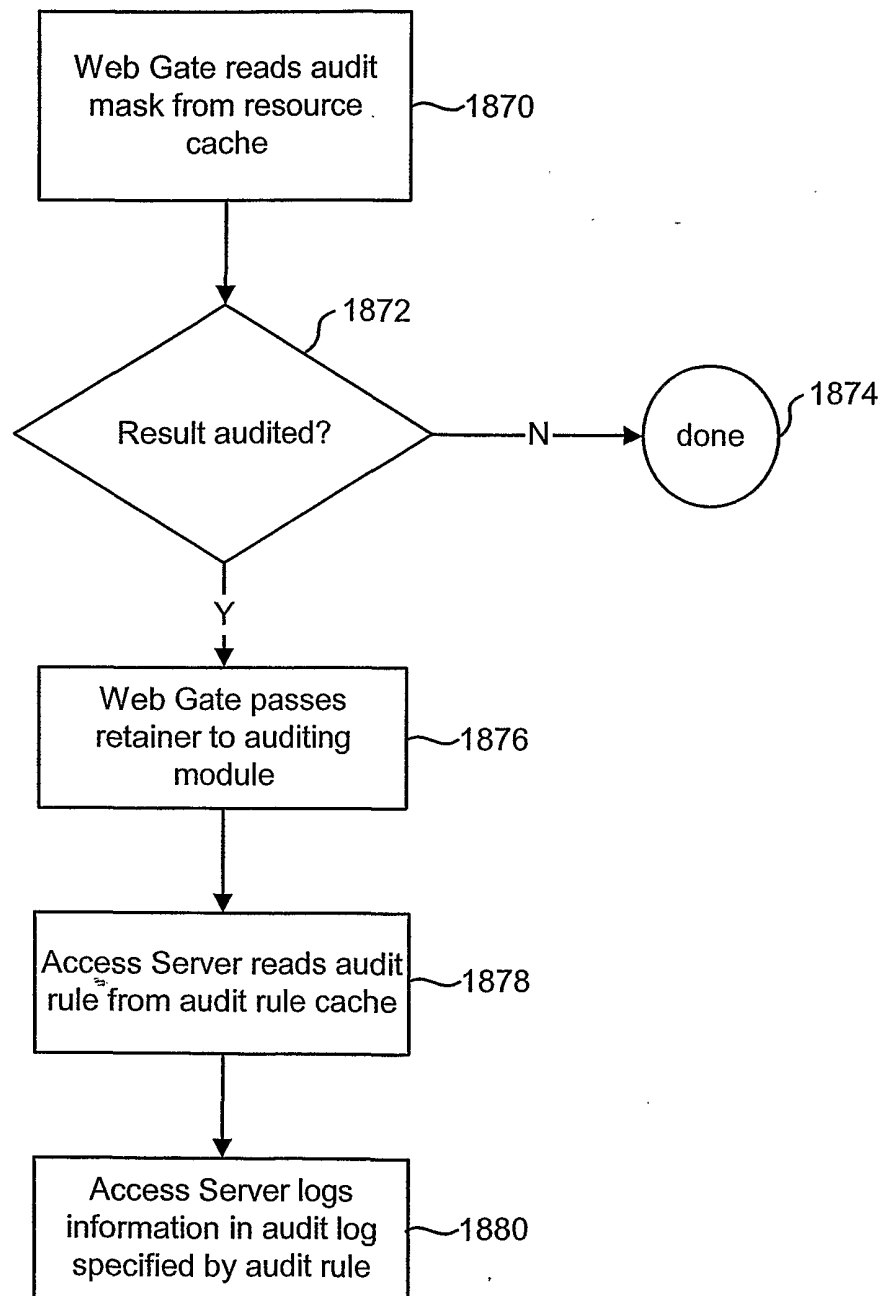 Web Gate reads audit
mask from resource
cache
1870
1872
Result audited?
N
done
1874
Y
Web Gate passes
retainer to auditing
module
1876
Access Server reads audit
rule from audit rule cache
1878
Access Server logs
information in audit log
specified by audit rule
1880